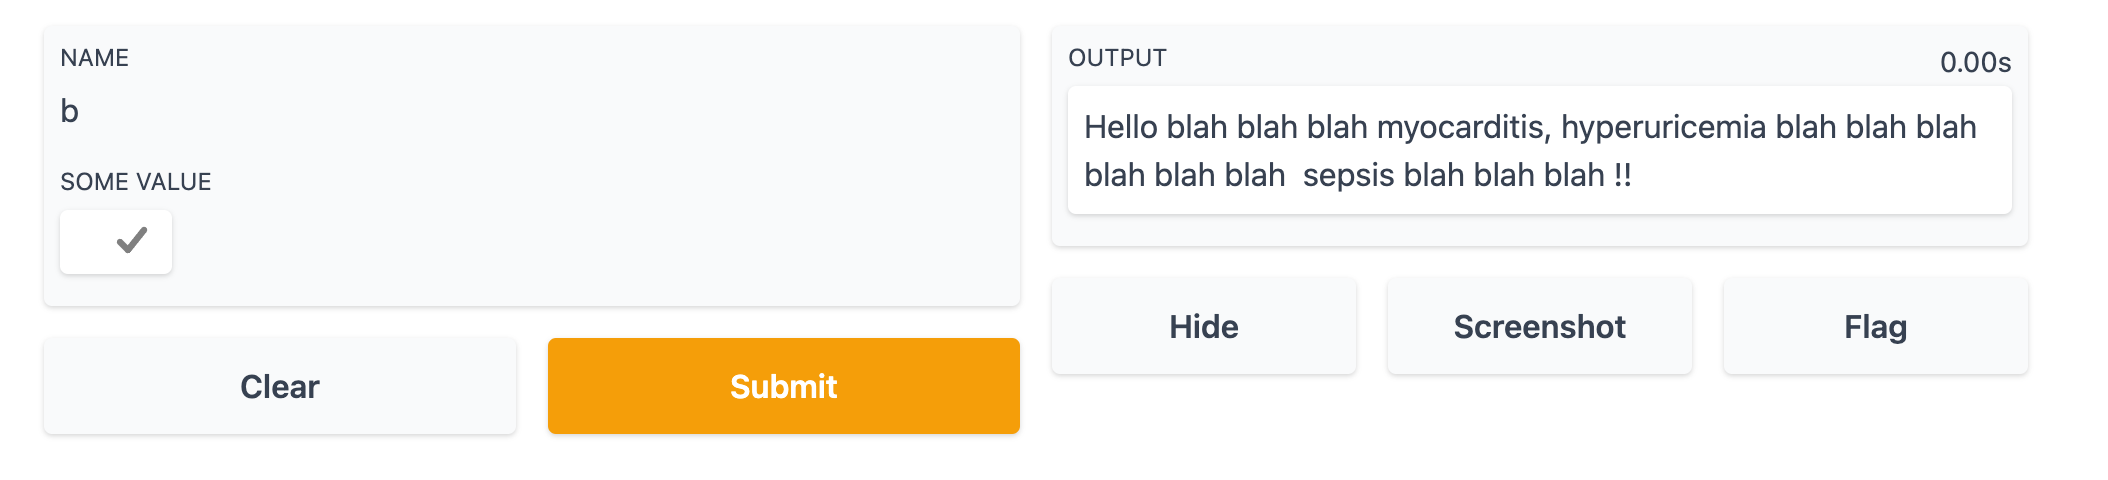 NAME
b
SOME VALUE
Clear
Submit
OUTPUT
0.00s
Hello blah blah blah myocarditis, hyperuricemia blah blah blah
blah blah blah  sepsis blah blah blah !!
Hide
Screenshot
Flag